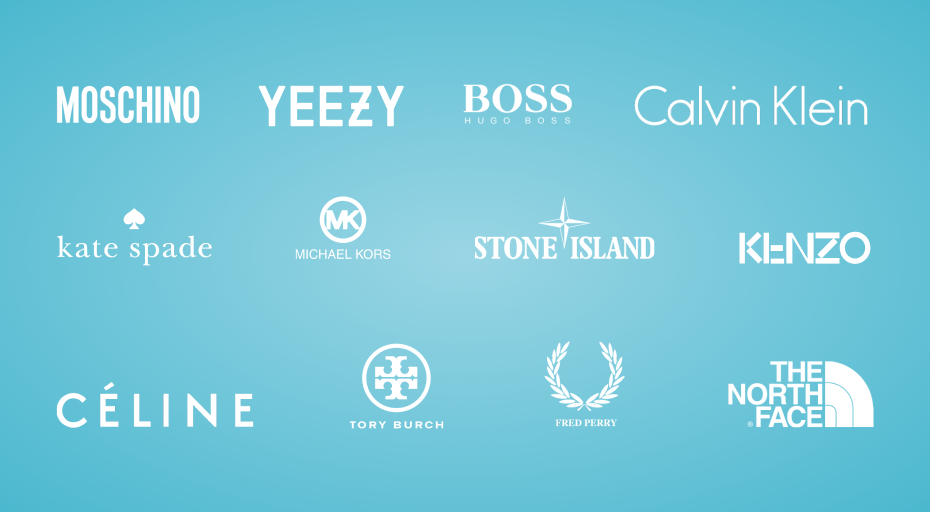 MOSCHINO
YEEZY
BOSS
HUGO BOSS
Calvin Klein
kate spade
MK
MICHAEL KORS
STONE ISLAND
KENZO
CÉLINE
TORY BURCH
FRED PERRY
THE
NORTH
FACE
®